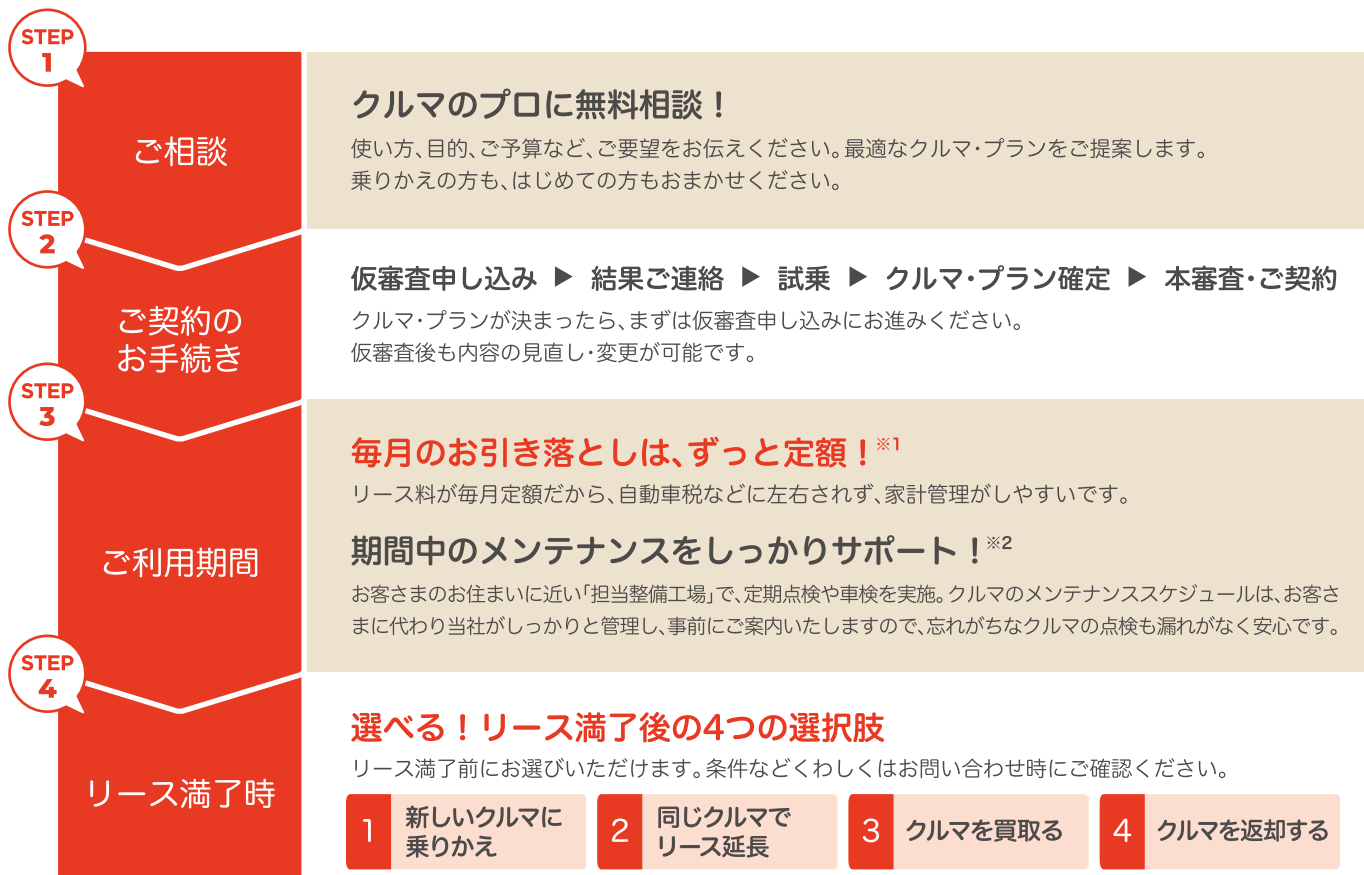 STEP
1
ご相談
クルマのプロに無料相談！
使い方、目的、ご予算など、ご要望をお伝えください。最適なクルマ・プランをご提案します。
乗りかえの方も、はじめての方もおまかせください。
STEP
2
ご契約の
お手続き
仮審査申し込み ▶ 結果ご連絡 ▶ 試乗 ▶ クルマ・プラン確定 ▶ 本審査・ご契約
クルマ・プランが決まったら、まずは仮審査申し込みにお進みください。
仮審査後も内容の見直し・変更が可能です。
STEP
3
ご利用期間
毎月のお引き落としは、ずっと定額！※1
リース料が毎月定額だから、自動車税などに左右されず、家計管理がしやすいです。
期間中のメンテナンスをしっかりサポート！※2
お客さまのお住まいに近い「担当整備工場」で、定期点検や車検を実施。クルマのメンテナンススケジュールは、お客さ
まに代わり当社がしっかりと管理し、事前にご案内いたしますので、忘れがちなクルマの点検も漏れがなく安心です。
STEP
4
リース満了時
選べる！リース満了後の4つの選択肢
リース満了前にお選びいただけます。条件などくわしくはお問い合わせ時にご確認ください。
1
新しいクルマに
乗りかえ
2
同じクルマで
リース延長
3
クルマを買取る
4
クルマを返却する